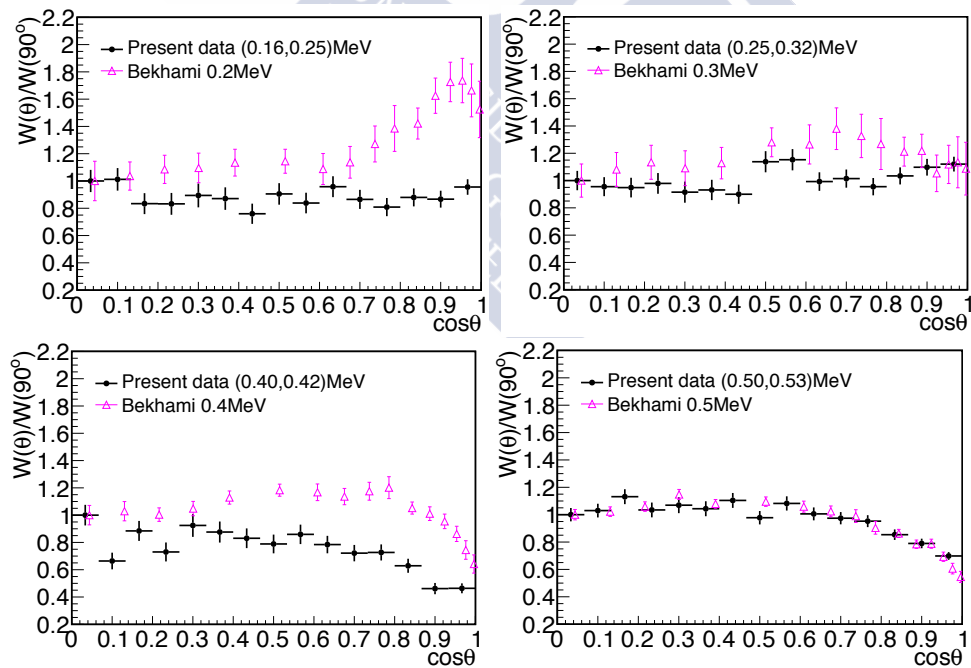 W(θ)/W(90°)
2.2
2
1.8
1.6
1.4
1.2
1
0.8
0.6
0.4
0.2
Present data (0.16,0.25)MeV
Bekhami 0.2MeV
0 0.1 0.2 0.3 0.4 0.5 0.6 0.7 0.8 0.9 1
cosθ
W(θ)/W(90°)
2.2
2
1.8
1.6
1.4
1.2
1
0.8
0.6
0.4
0.2
Present data (0.25,0.32)MeV
Bekhami 0.3MeV
0 0.1 0.2 0.3 0.4 0.5 0.6 0.7 0.8 0.9 1
cosθ
W(θ)/W(90°)
2.2
2
1.8
1.6
1.4
1.2
1
0.8
0.6
0.4
0.2
Present data (0.40,0.42)MeV
Bekhami 0.4MeV
0 0.1 0.2 0.3 0.4 0.5 0.6 0.7 0.8 0.9 1
cosθ
W(θ)/W(90°)
2.2
2
1.8
1.6
1.4
1.2
1
0.8
0.6
0.4
0.2
Present data (0.50,0.53)MeV
Bekhami 0.5MeV
0 0.1 0.2 0.3 0.4 0.5 0.6 0.7 0.8 0.9 1
cosθ